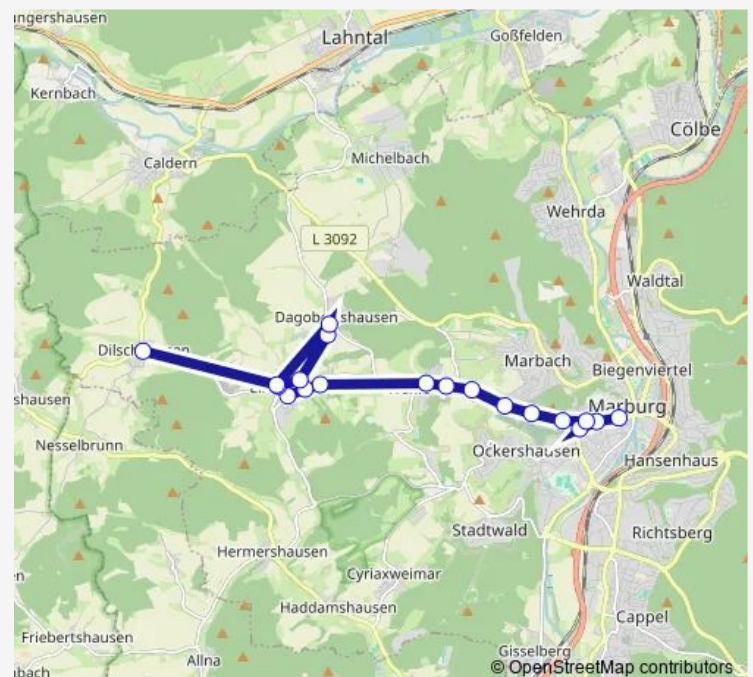 ungershausen
Lahntal
Goßfelden
Kernbach
Cölbe
Caldern
Michelbach
Wehrda
L 3092
Waldtal
Dagobertshausen
Marbach
Biegenviertel
shausen
Marburg
Nesselbrunn
Ockershausen
Hansenhaus
Stadtwald
Richtsberg
Hermershausen
Cyriaxweimar
Haddamshausen
Cappel
Friebertshausen
Gisselberg
Allna
bach
© OpenStreetMap contributors